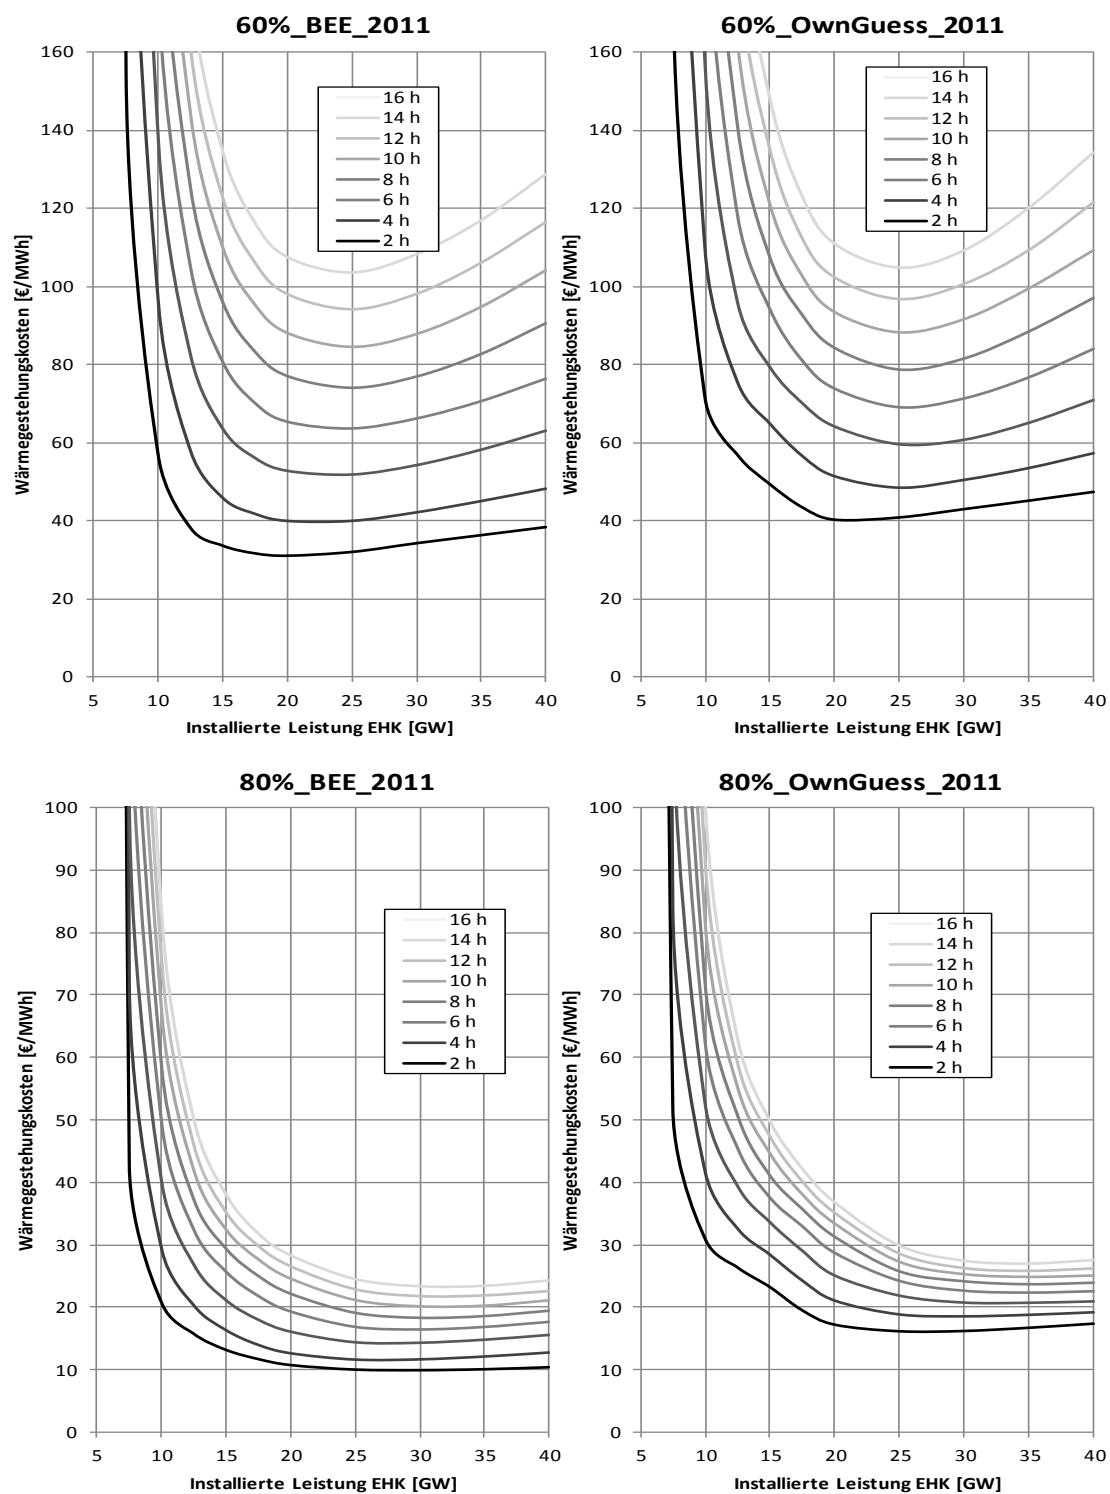 60%_BEE_2011
Wärmegestehungskosten [€/MWh]
160
140
120
100
80
60
40
20
0
16 h
14 h
12 h
10 h
8 h
6 h
4 h
2 h
5 10 15 20 25 30 35 40
Installierte Leistung EHK [GW]
60%_OwnGuess_2011
Wärmegestehungskosten [€/MWh]
160
140
120
100
80
60
40
20
0
16 h
14 h
12 h
10 h
8 h
6 h
4 h
2 h
5 10 15 20 25 30 35 40
Installierte Leistung EHK [GW]
80%_BEE_2011
Wärmegestehungskosten [€/MWh]
100
90
80
70
60
50
40
30
20
10
0
16 h
14 h
12 h
10 h
8 h
6 h
4 h
2 h
5 10 15 20 25 30 35 40
Installierte Leistung EHK [GW]
80%_OwnGuess_2011
Wärmegestehungskosten [€/MWh]
100
90
80
70
60
50
40
30
20
10
0
16 h
14 h
12 h
10 h
8 h
6 h
4 h
2 h
5 10 15 20 25 30 35 40
Installierte Leistung EHK [GW]